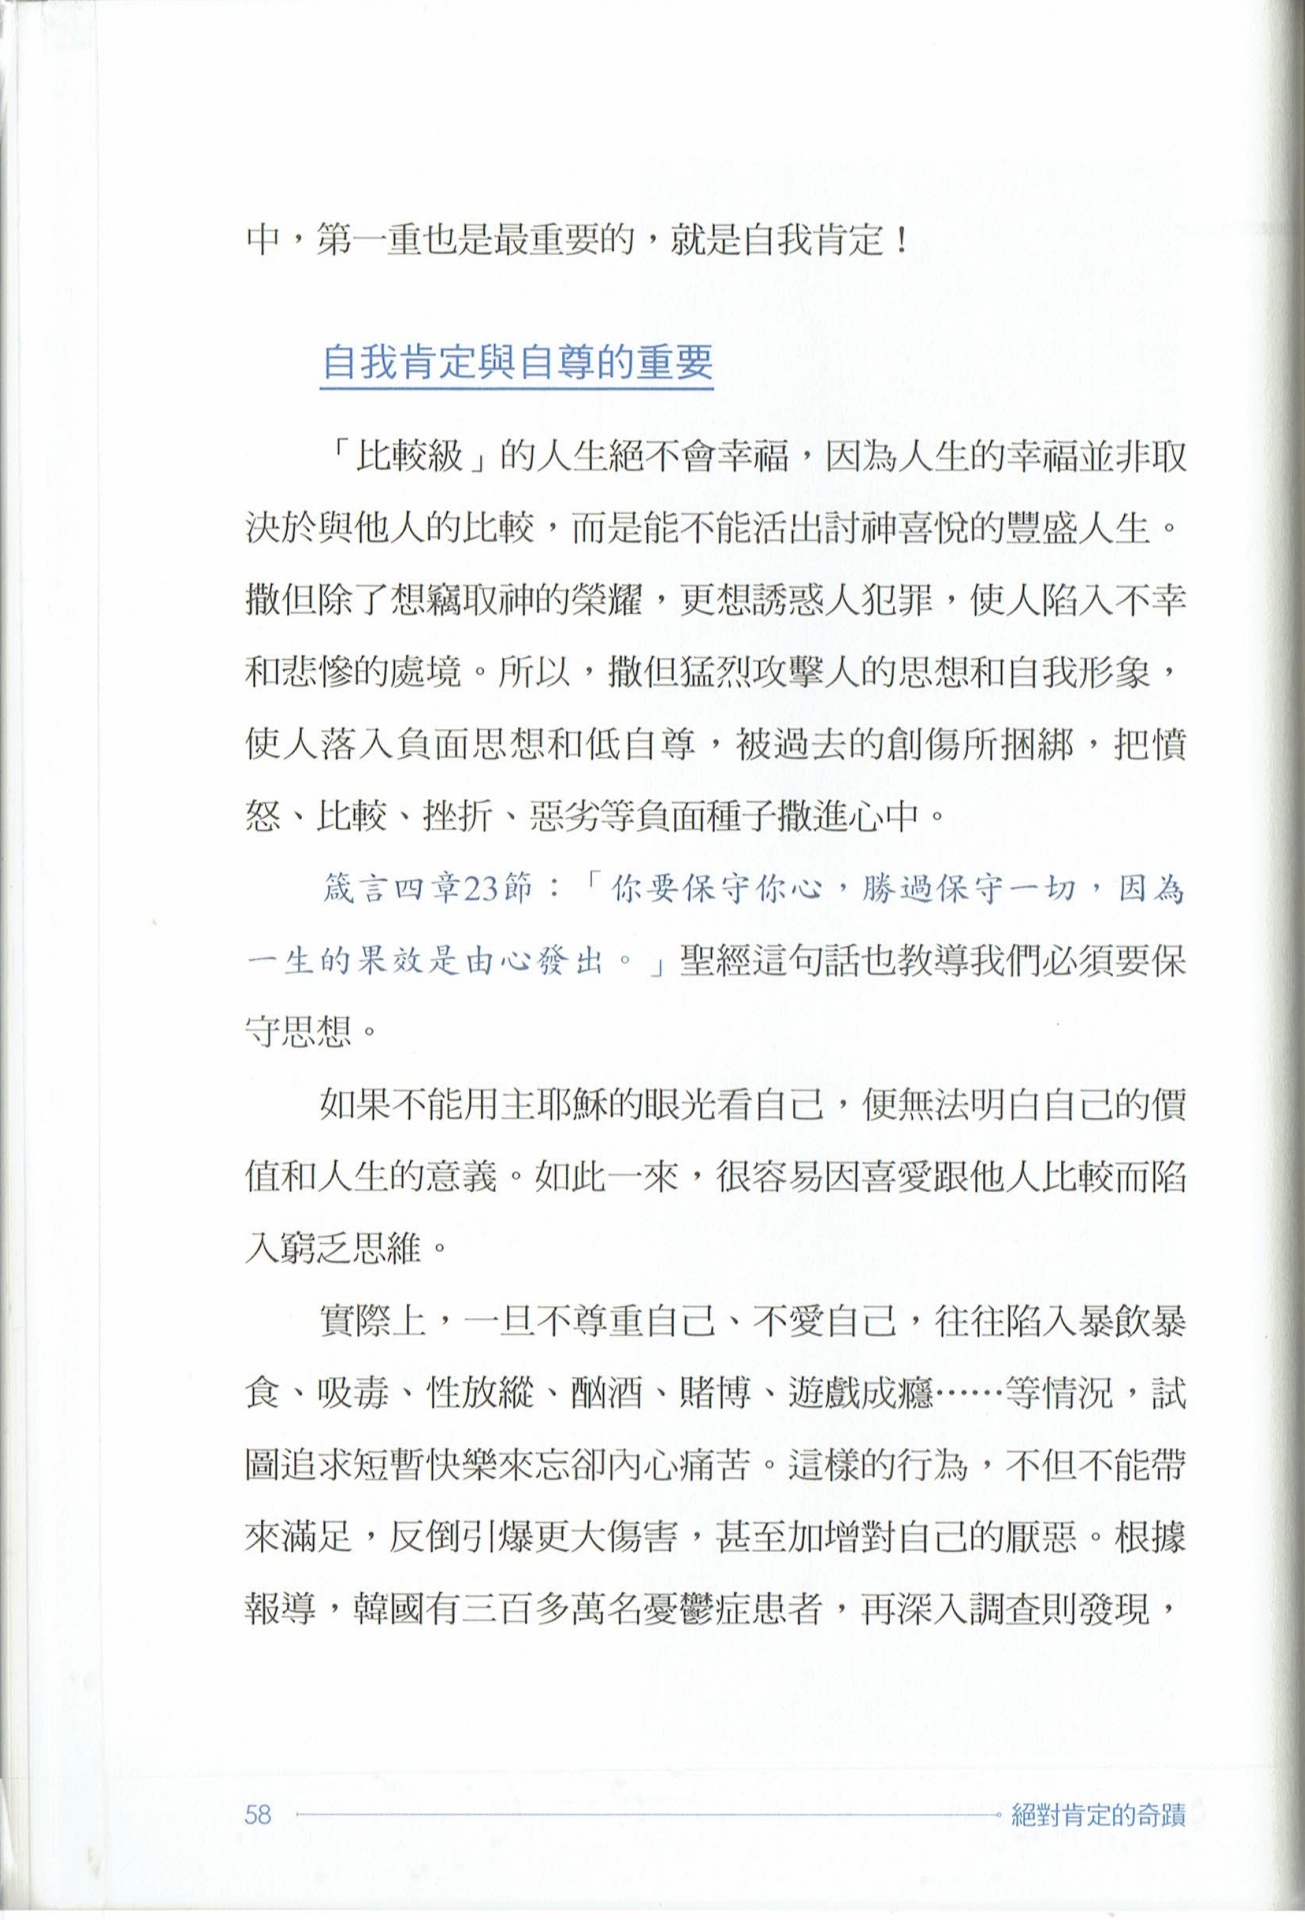 中，第一重也是最重要的，就是自我肯定！
自我肯定與自尊的重要
「比較級」的人生絕不會幸福，因為人生的幸福並非取
決於與他人的比較，而是能不能活出討神喜悅的豐盛人生。
撒但除了想竊取神的榮耀，更想誘惑人犯罪，使人陷入不幸
和悲慘的處境。所以，撒但猛烈攻擊人的思想和自我形象，
使人落入負面思想和低自尊，被過去的創傷所捆綁，把憤
怒、比較、挫折、惡劣等負面種子撒進心中。
箴言四章23節：「你要保守你心，勝過保守一切，因為
一生的果效是由心發出。」聖經這句話也教導我們必須要保
守思想。
如果不能用主耶穌的眼光看自己，便無法明白自己的價
值和人生的意義。如此一來，很容易因喜愛跟他人比較而陷
入窮乏思維。
實際上，一旦不尊重自己、不愛自己，往往陷入暴飲暴
食、吸毒、性放縱、酗酒、賭博、遊戲成癮……等情況，試
圖追求短暫快樂來忘卻內心痛苦。這樣的行為，不但不能帶
來滿足，反倒引爆更大傷害，甚至加增對自己的厭惡。根據
報導，韓國有三百多萬名憂鬱症患者，再深入調查則發現，
58 絕對肯定的奇蹟